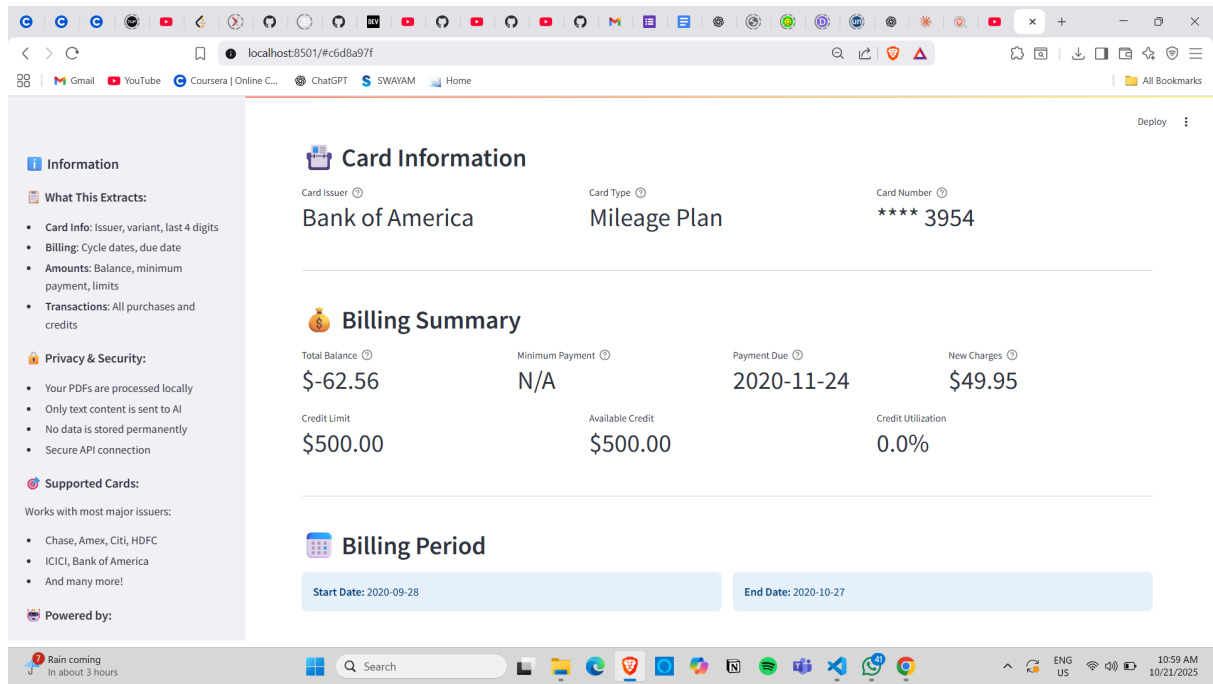 localhost:8501/#c6d8a97f
Gmail
YouTube
Coursera | Online C...
ChatGPT
SWAYAM
Home
All Bookmarks
Deploy
Information
What This Extracts:
Card Info: Issuer, variant, last 4 digits
Billing: Cycle dates, due date
Amounts: Balance, minimum
payment, limits
Transactions: All purchases and
credits
Privacy & Security:
Your PDFs are processed locally
Only text content is sent to AI
No data is stored permanently
Secure API connection
Supported Cards:
Works with most major issuers:
Chase, Amex, Citi, HDFC
ICICI, Bank of America
And many more!
Powered by:
Card Information
Card Issuer
Bank of America
Card Type
Mileage Plan
Card Number
**** 3954
Billing Summary
Total Balance
$-62.56
Minimum Payment
N/A
Payment Due
2020-11-24
New Charges
$49.95
Credit Limit
$500.00
Available Credit
$500.00
Credit Utilization
0.0%
Billing Period
Start Date: 2020-09-28
End Date: 2020-10-27
7
Rain coming
In about 3 hours
Search
41
ENG
US
10:59 AM
10/21/2025